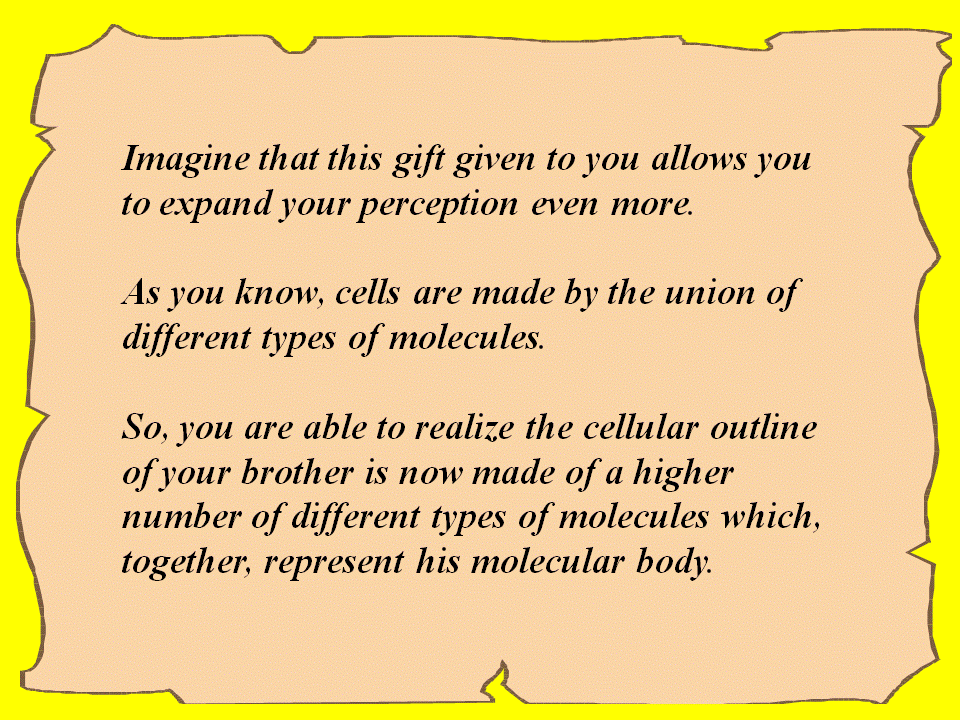 Imagine that this gift given to you allows you
to expand your perception even more.
As you know, cells are made by the union of
different types of molecules.
So, you are able to realize the cellular outline
of your brother is now made of a higher
number of different types of molecules which,
together, represent his molecular body.